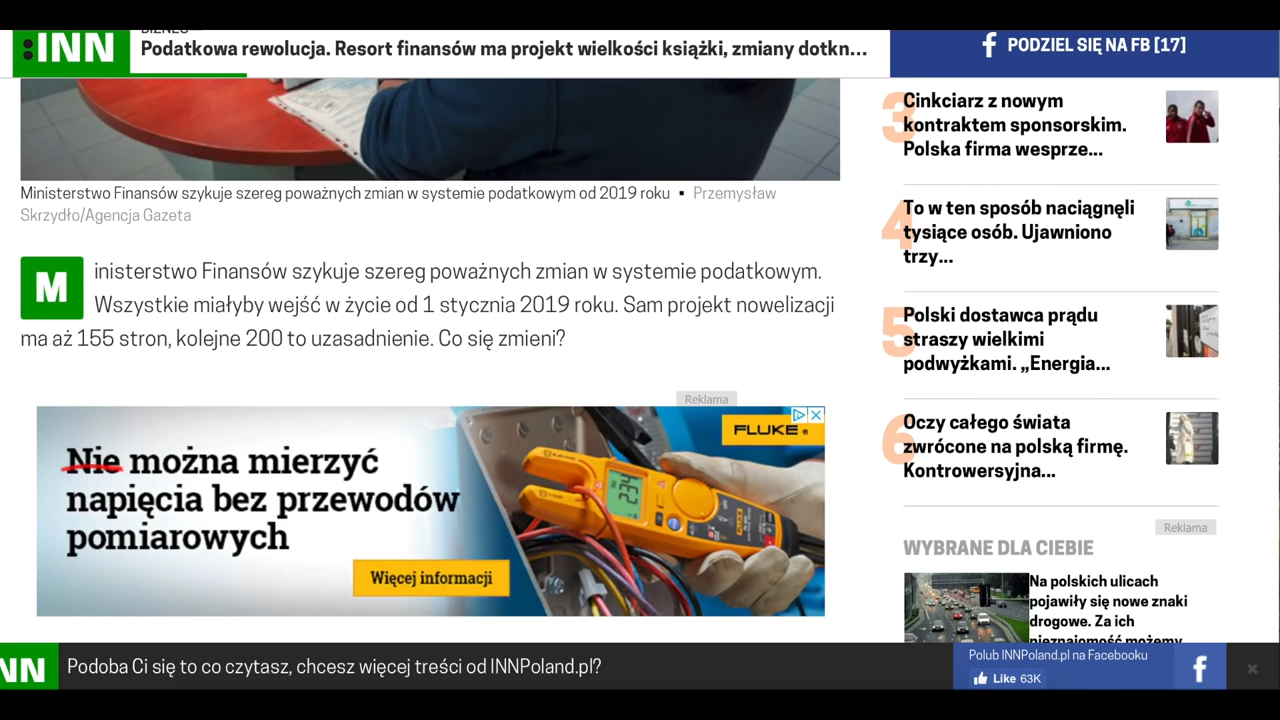 BIZNES
:INN
Podatkowa rewolucja. Resort finansów ma projekt wielkości książki, zmiany dotkn...
PODZIEL SIĘ NA FB [17]
Ministerstwo Finansów szykuje szereg poważnych zmian w systemie podatkowym od 2019 roku ▪ Przemysław
Skrzydło/Agencja Gazeta
M
inisterstwo Finansów szykuje szereg poważnych zmian w systemie podatkowym.
Wszystkie miałyby wejść w życie od 1 stycznia 2019 roku. Sam projekt nowelizacji
ma aż 155 stron, kolejne 200 to uzasadnienie. Co się zmieni?
Reklama
FLUKE
Nie można mierzyć
napięcia bez przewodów
pomiarowych
Więcej informacji
3
Cinkciarz z nowym
kontraktem sponsorskim.
Polska firma wesprze...
4
To w ten sposób naciągnęli
tysiące osób. Ujawniono
trzy...
5
Polski dostawca prądu
straszy wielkimi
podwyżkami. „Energia...
6
Oczy całego świata
zwrócone na polską firmę.
Kontrowersyjna...
Reklama
WYBRANE DLA CIEBIE
Na polskich ulicach
pojawiły się nowe znaki
drogowe. Za ich
nieznajomość możemy
NN
Podoba Ci się to co czytasz, chcesz więcej treści od INNPoland.pl?
Polub INNPoland.pl na Facebooku
Like 63K